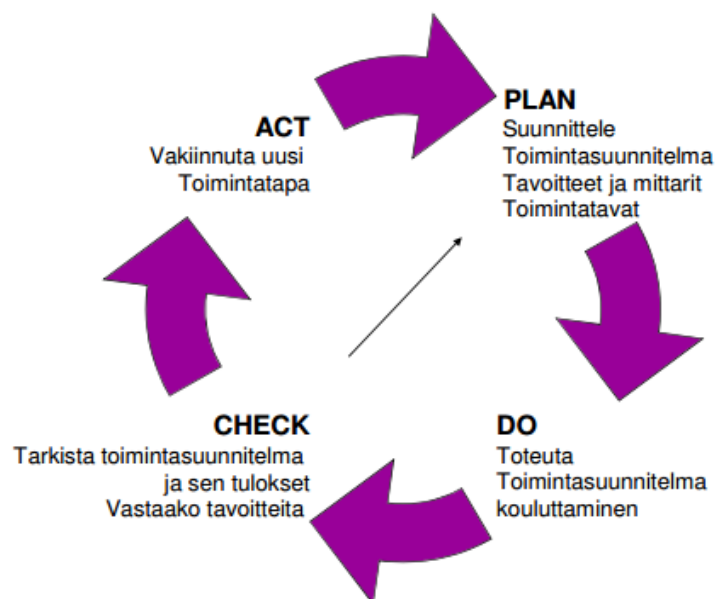 PLAN
Suunnittele
Toimintasuunnitelma
Tavoitteet ja mittarit
Toimintatavat
DO
Toteuta
Toimintasuunnitelma
kouluttaminen
CHECK
Tarkista toimintasuunnitelma
ja sen tulokset
Vastaako tavoitteita
ACT
Vakiinnuta uusi
Toimintatapa